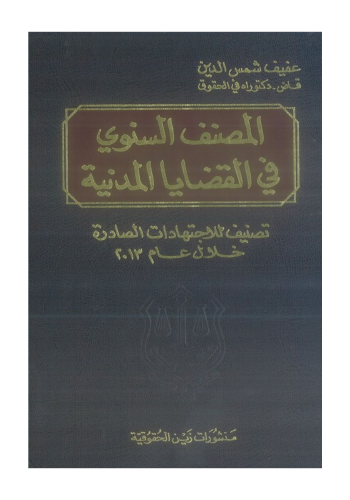 عفيف شمس الدين
قاض - دكتوراه في الحقوق
المصنف السنوي
في القضايا المدنية
تصنيف للاجتهادات الصادرة
خلال عام ٢٠١٣
منشورات زين الحقوقية